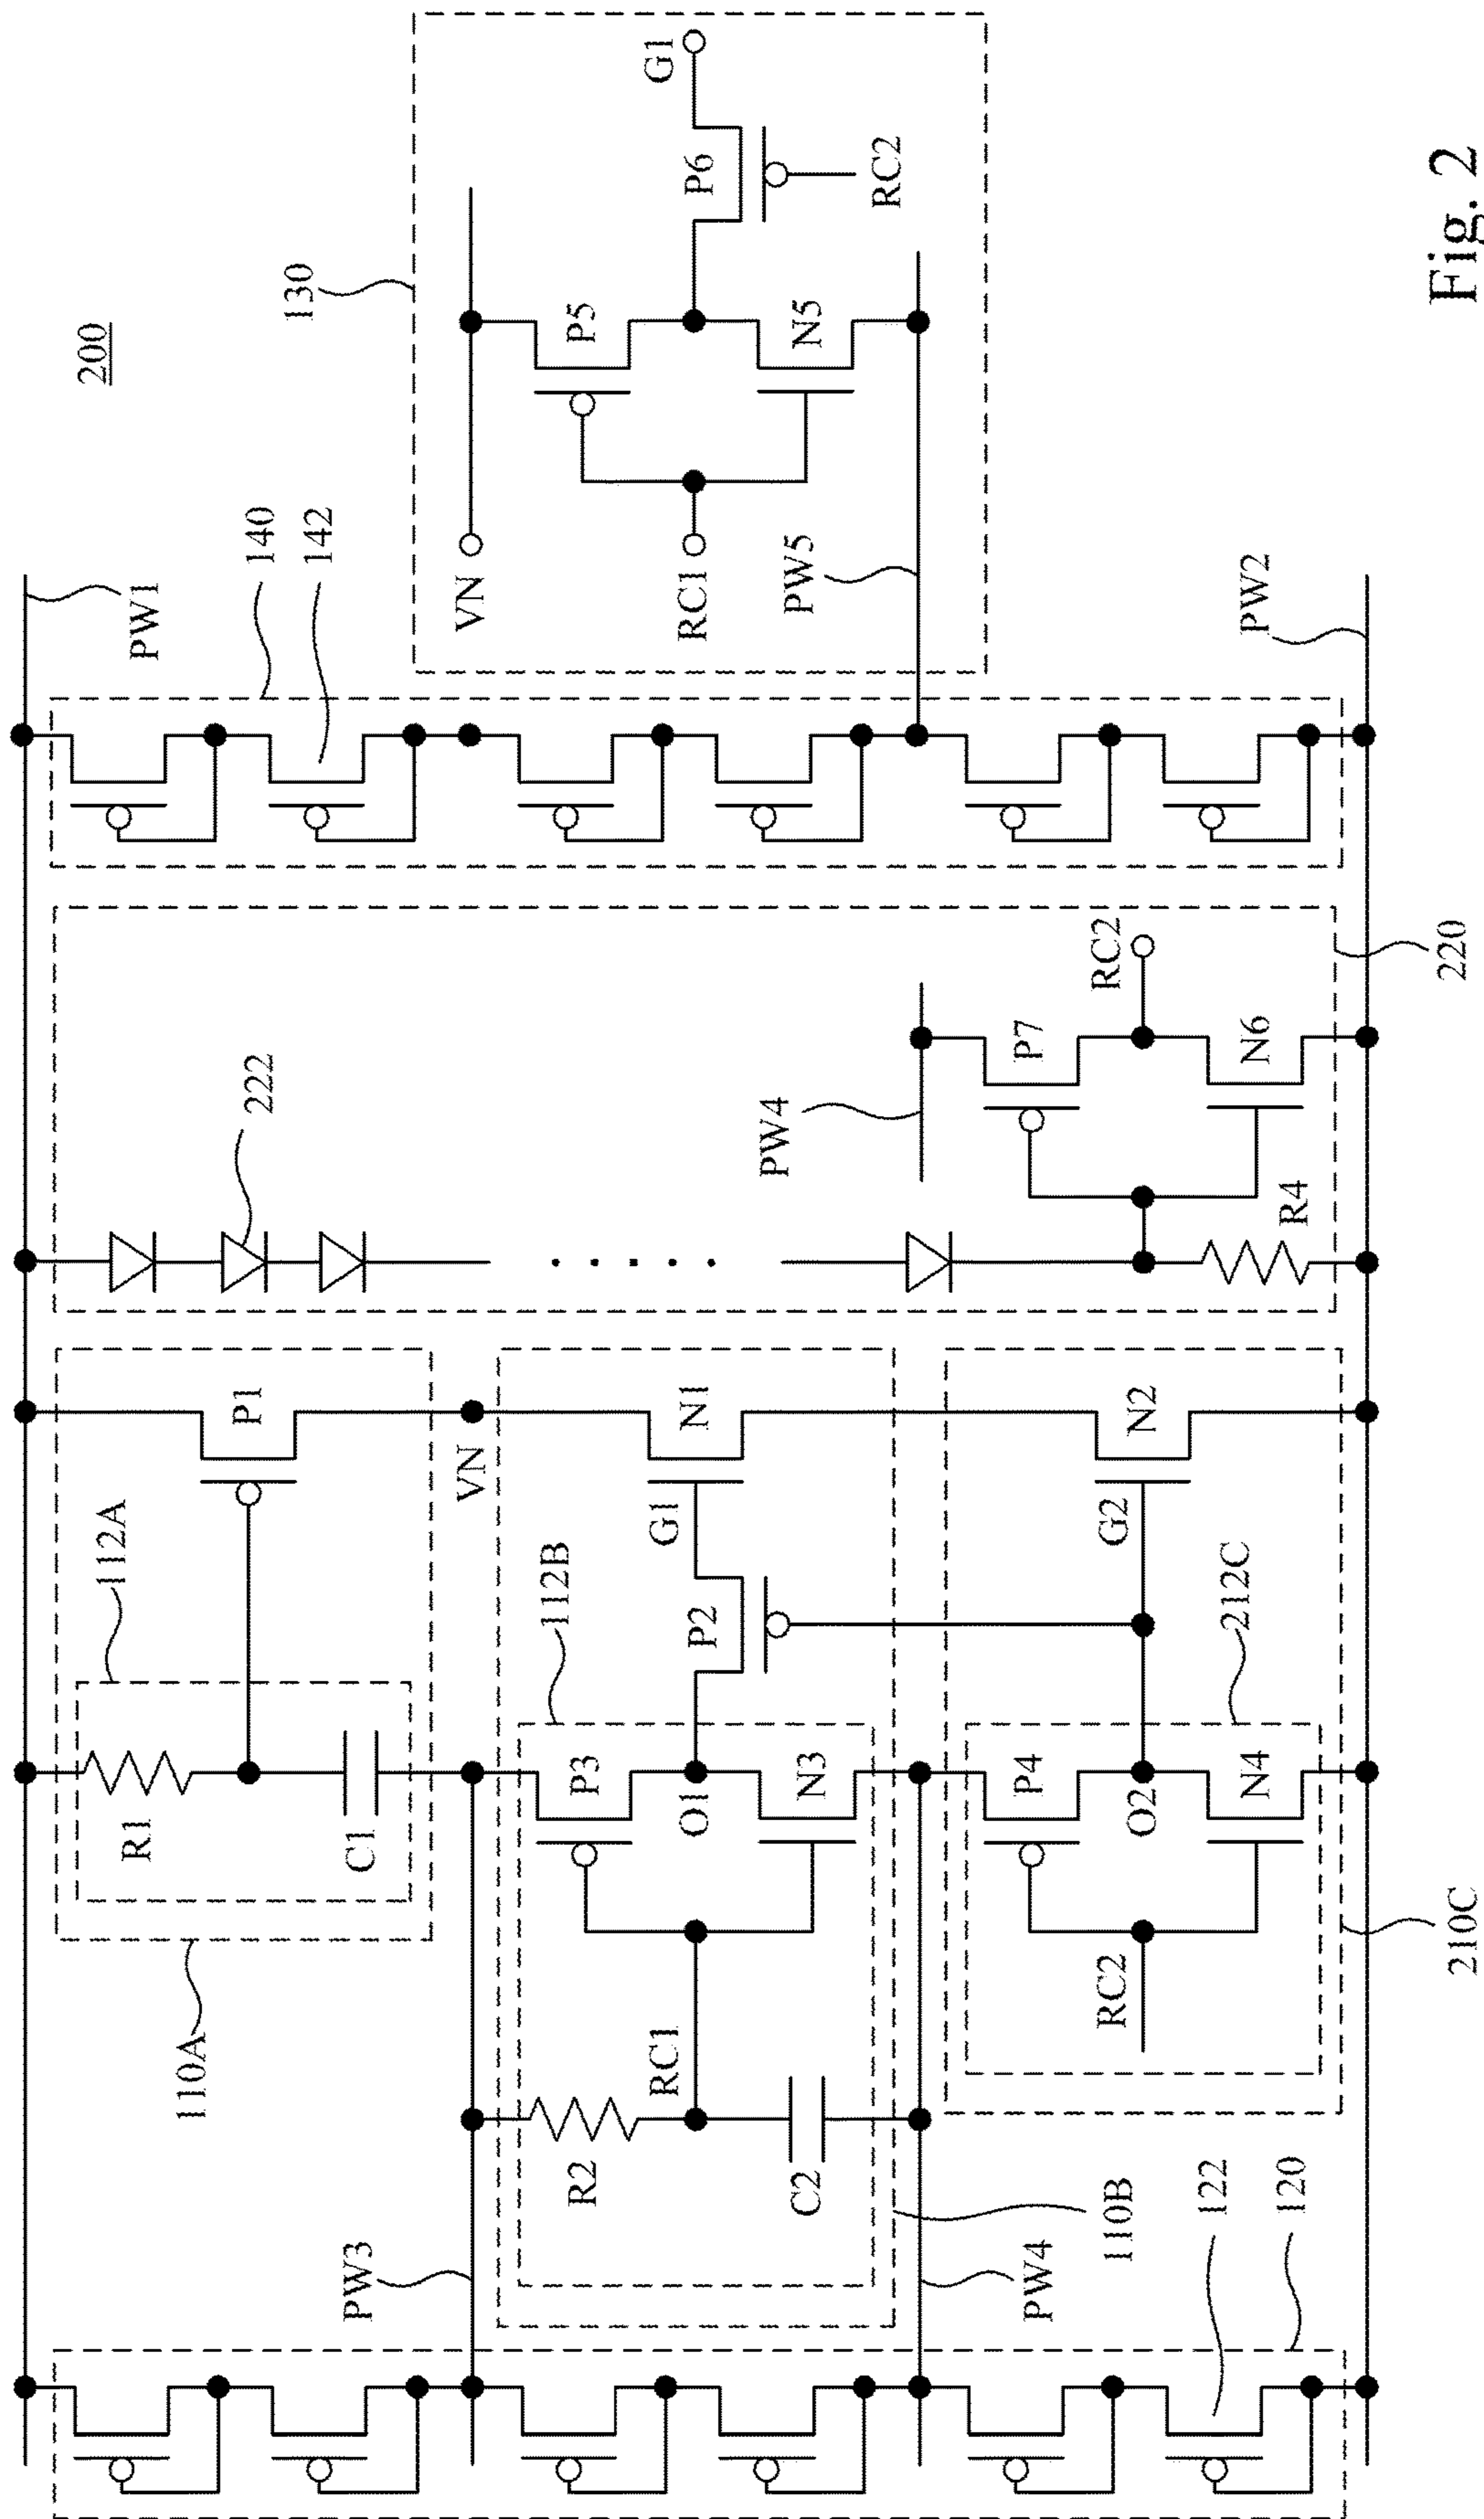 200
PW1
140
142
130
VN
P5
G1
P6
RC2
RC1
N5
PW5
PW2
222
PW4
P7
RC2
N6
R4
220
112A
P1
R1
C1
110A
VN
112B
G1
N1
P2
P3
O1
N3
RC1
R2
C2
110B
G2
N2
212C
P4
O2
N4
RC2
210C
PW3
PW4
122
120
Fig. 2